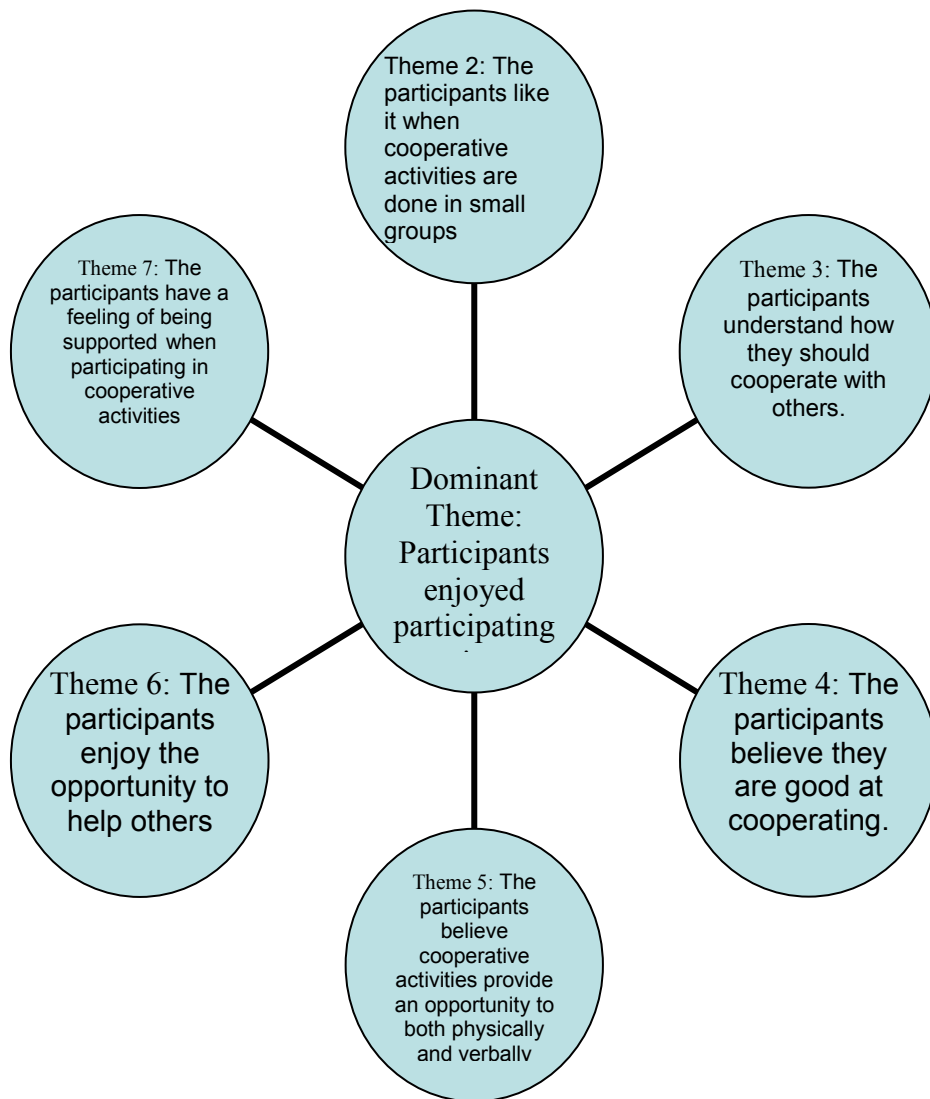 Theme 2: The
participants like
it when
cooperative
activities are
done in small
groups
Theme 7: The
participants have a
feeling of being
supported when
participating in
cooperative
activities
Theme 3: The
participants
understand how
they should
cooperate with
others.
Dominant
Theme:
Participants
enjoyed
participating
Theme 6: The
participants
enjoy the
opportunity to
help others
Theme 4: The
participants
believe they
are good at
cooperating.
Theme 5: The
participants
believe
cooperative
activities provide
an opportunity to
both physically
and verbally